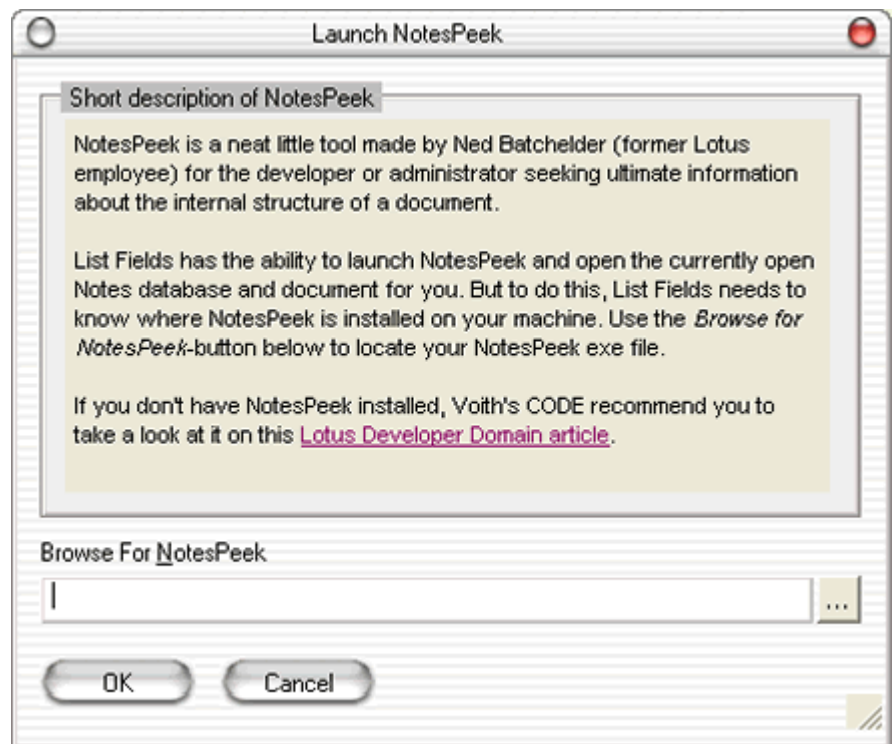 Launch NotesPeek
Short description of NotesPeek
NotesPeek is a neat little tool made by Ned Batchelder (former Lotus
employee) for the developer or administrator seeking ultimate information
about the internal structure of a document.
List Fields has the ability to launch NotesPeek and open the currently open
Notes database and document for you. But to do this, List Fields needs to
know where NotesPeek is installed on your machine. Use the Browse for
NotesPeek-button below to locate your NotesPeek exe file.
If you don't have NotesPeek installed, Voith's CODE recommend you to
take a look at it on this Lotus Developer Domain article.
Browse For NotesPeek
...
OK Cancel